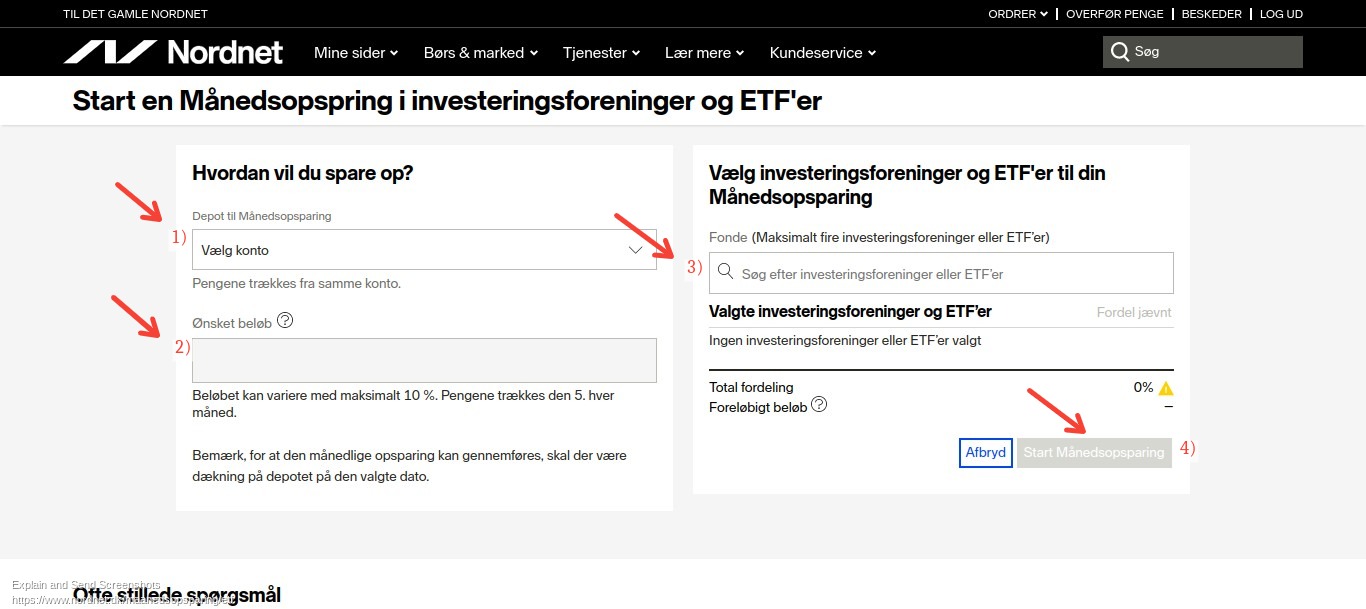 TIL DET GAMLE NORDNET
ORDRER OVERFØR PENGE BESKEDER LOG UD
Nordnet Mine sider Børs & marked Tjenester Lær mere Kundeservice Søg
Start en Månedsopspring i investeringsforeninger og ETF'er
Hvordan vil du spare op?
Depot til Månedsopsparing
1) Vælg konto
Pengene trækkes fra samme konto.
Ønsket beløb ?
2)
Beløbet kan variere med maksimalt 10 %. Pengene trækkes den 5. hver
måned.
Bemærk, for at den månedlige opsparing kan gennemføres, skal der være
dækning på depotet på den valgte dato.
Vælg investeringsforeninger og ETF'er til din
Månedsopsparing
Fonde (Maksimalt fire investeringsforeninger eller ETF'er)
3) Søg efter investeringsforeninger eller ETF'er
Valgte investeringsforeninger og ETF'er Fordel jævnt
Ingen investeringsforeninger eller ETF'er valgt
Total fordeling 0%
Foreløbigt beløb ? –
Afbryd Start Månedsopsparing 4)
Ofte stillede spørgsmål
Explain and Send Screenshots